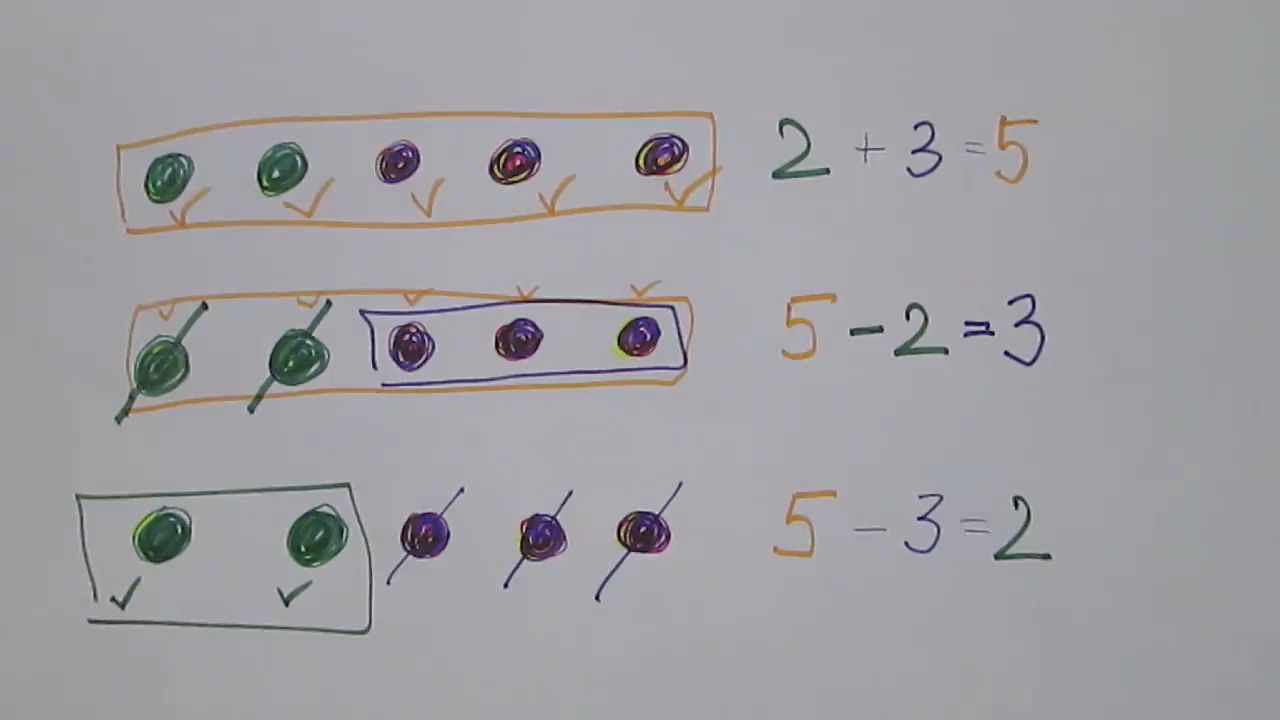 2 + 3 = 5
5 - 2 = 3
5 - 3 = 2